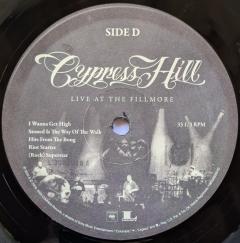 SIDE D
Cypress Hill
LIVE AT THE FILLMORE
I Wanna Get High
Stoned Is The Way Of The Walk
Hits From The Bong
Riot Starter
(Rock) Superstar
33 1/3 RPM